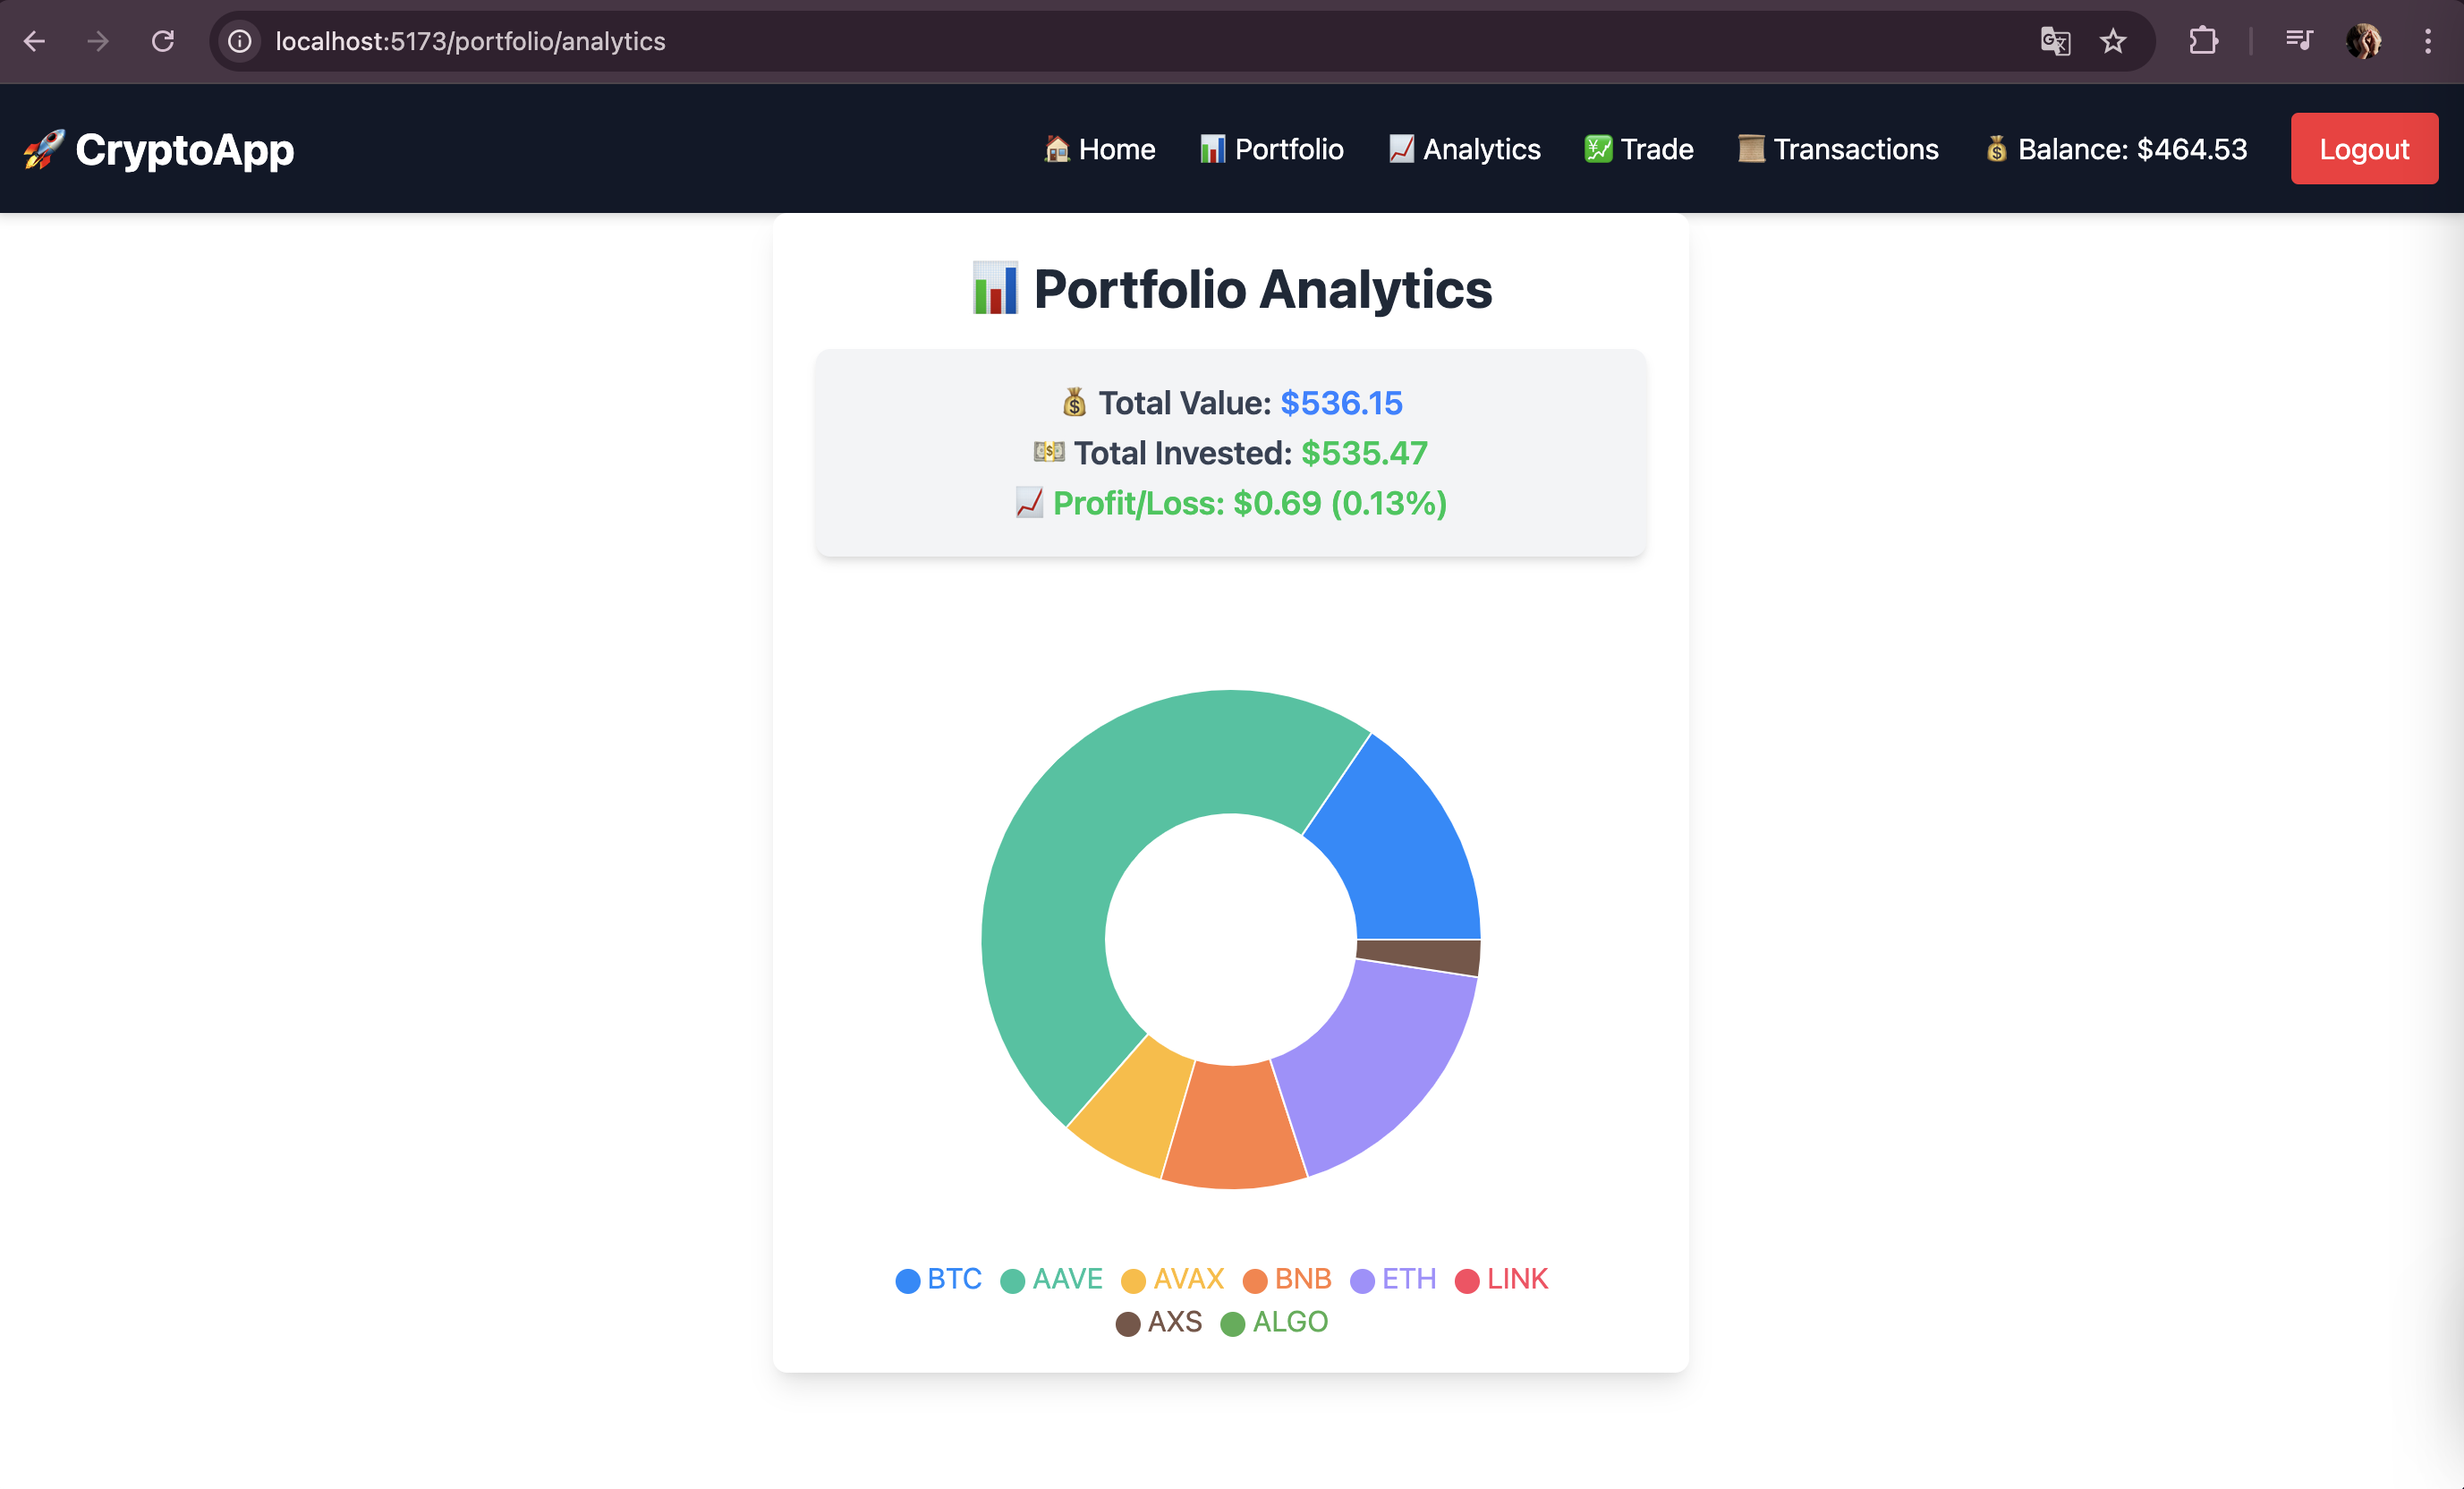 localhost:5173/portfolio/analytics
🚀 CryptoApp 🏠 Home 📊 Portfolio 📈 Analytics 💹 Trade 📜 Transactions 💰 Balance: $464.53 Logout
📊 Portfolio Analytics
💰 Total Value: $536.15
💵 Total Invested: $535.47
📈 Profit/Loss: $0.69 (0.13%)
BTC AAVE AVAX BNB ETH LINK
AXS ALGO